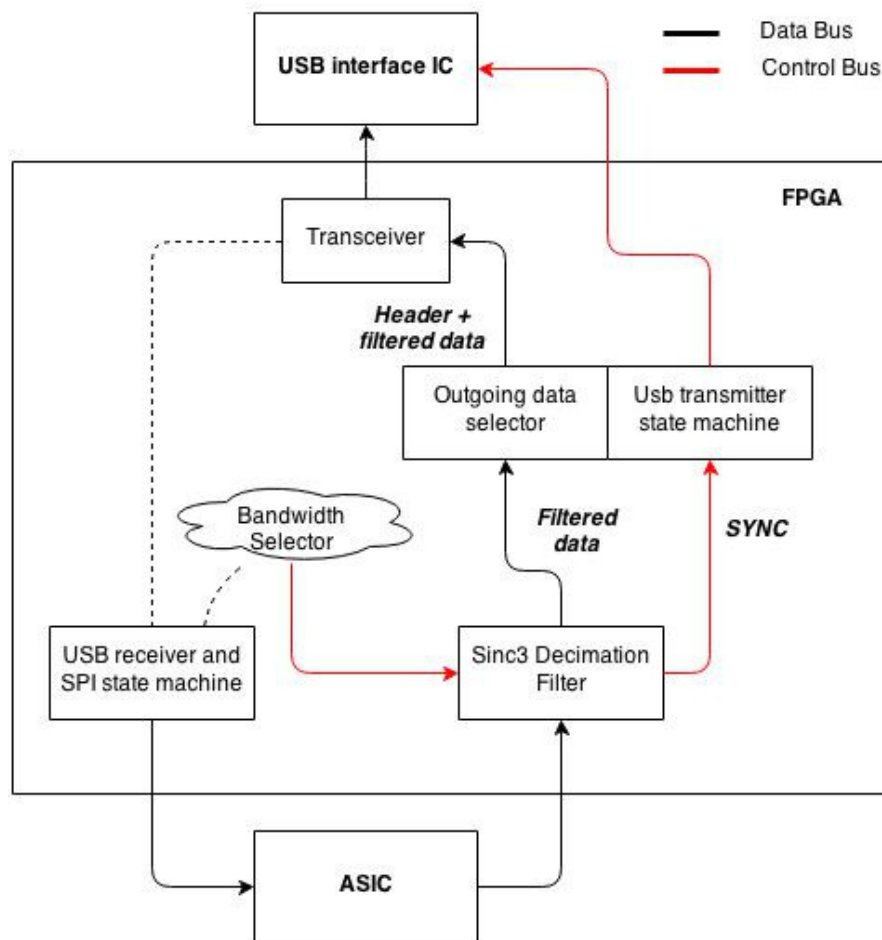 USB interface IC
Data Bus
Control Bus
FPGA
Transceiver
Header +
filtered data
Outgoing data
selector
Usb transmitter
state machine
Bandwidth
Selector
Filtered
data
SYNC
USB receiver and
SPI state machine
Sinc3 Decimation
Filter
ASIC